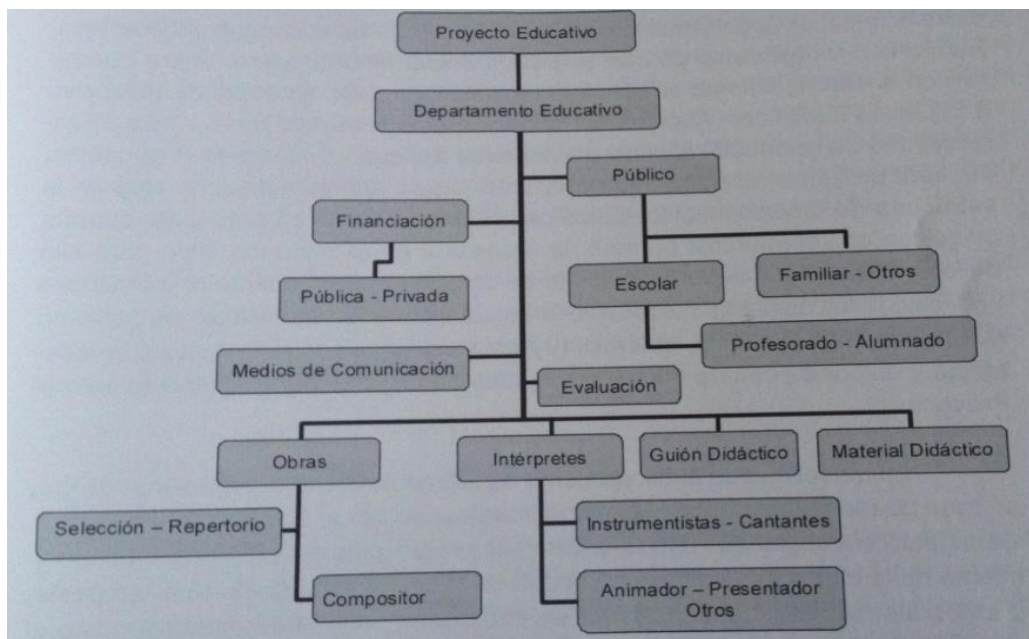 Proyecto Educativo
Departamento Educativo
Público
Financiación
Escolar
Familiar - Otros
Pública - Privada
Profesorado - Alumnado
Medios de Comunicación
Evaluación
Obras
Intérpretes
Guión Didáctico
Material Didáctico
Selección – Repertorio
Instrumentistas - Cantantes
Compositor
Animador – Presentador
Otros